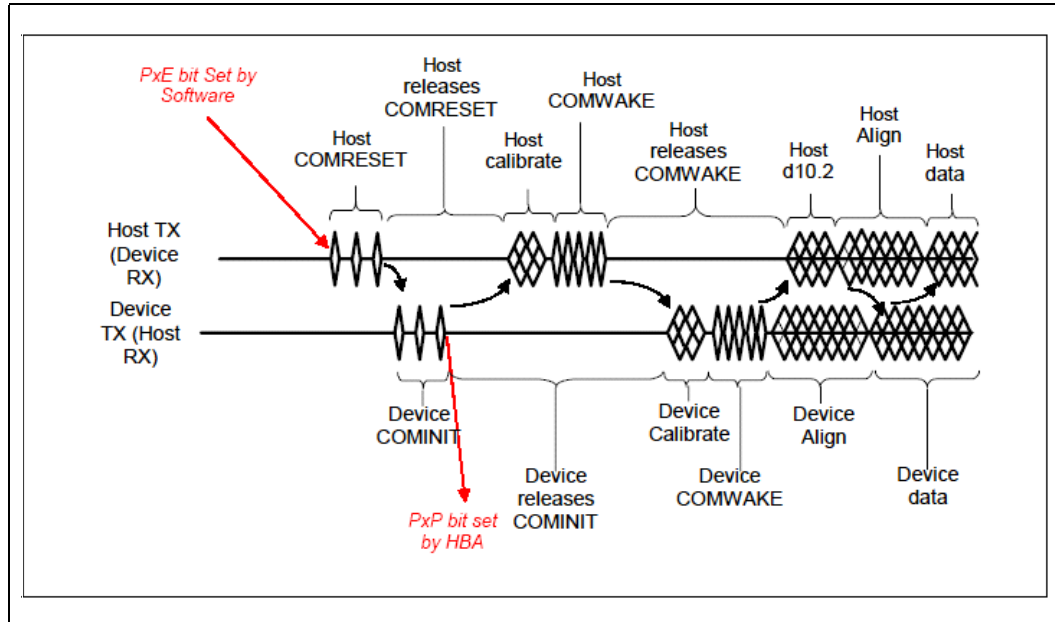 PxE bit Set by
Software
Host
releases
COMRESET
Host
COMWAKE
Host
COMRESET
Host
calibrate
Host
releases
COMWAKE
Host
d10.2
Host
Align
Host
data
Host TX
(Device
RX)
Device
TX (Host
RX)
Device
COMINIT
Device
releases
COMINIT
Device
Calibrate
Device
COMWAKE
Device
Align
Device
data
PxP bit set
by HBA